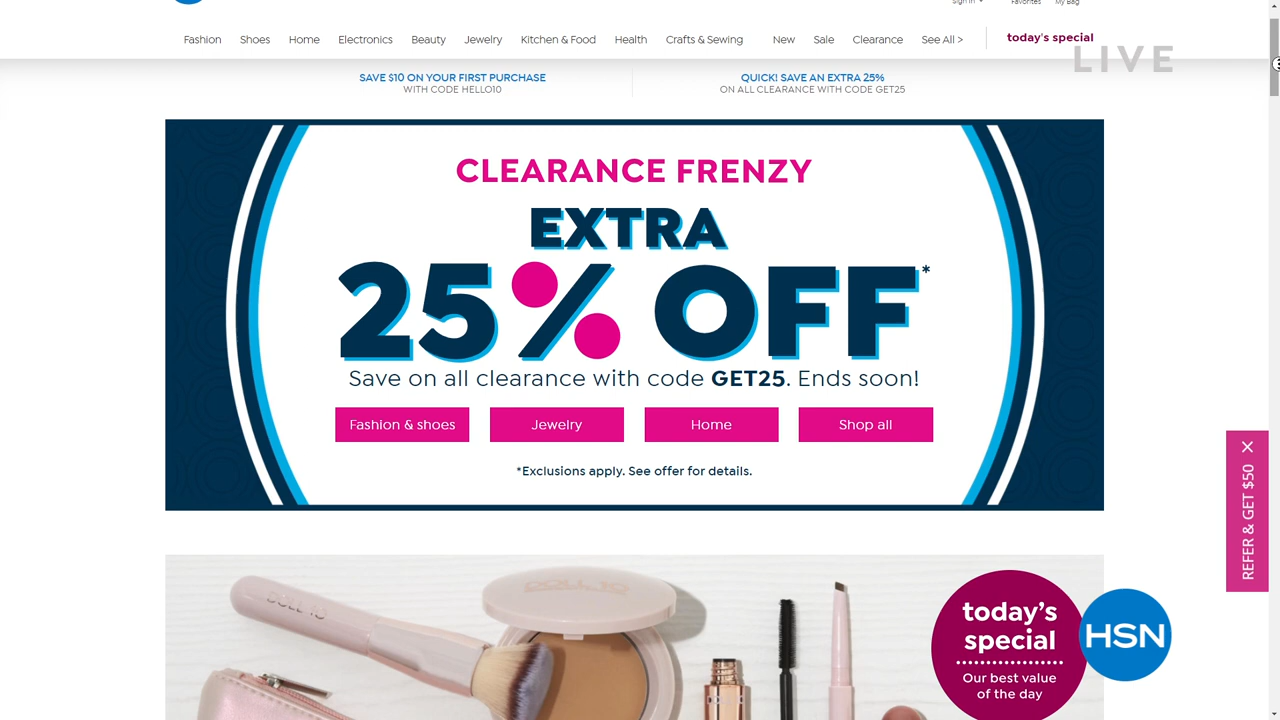 Sign In
Favorites
My Bag
Fashion
Shoes
Home
Electronics
Beauty
Jewelry
Kitchen & Food
Health
Crafts & Sewing
New
Sale
Clearance
See All >
today's special
LIVE
SAVE $10 ON YOUR FIRST PURCHASE
WITH CODE HELLO10
QUICK! SAVE AN EXTRA 25%
ON ALL CLEARANCE WITH CODE GET25
CLEARANCE FRENZY
EXTRA
25% OFF*
Save on all clearance with code GET25. Ends soon!
Fashion & shoes
Jewelry
Home
Shop all
*Exclusions apply. See offer for details.
REFER & GET $50 X
DOLL 10
DOLL 10
today's
special
Our best value
of the day
HSN